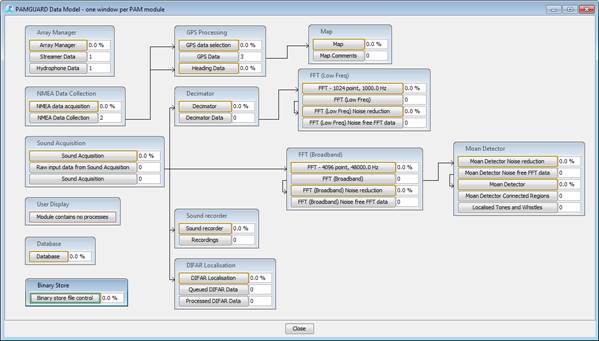 PAMGUARD Data Model - one window per PAM module
Array Manager
Array Manager 0.0 %
Streamer Data 1
Hydrophone Data 1
GPS Processing
GPS data selection 0.0 %
GPS Data 3
Heading Data 0.0 %
Map
Map 0.0 %
Map Comments 0
NMEA Data Collection
NMEA data acquisition 0.0 %
NMEA Data Collection 2
Decimator
Decimator 0.0 %
Decimator Data 0
FFT (Low Freq)
FFT - 1024 point, 1000.0 Hz 0.0 %
FFT (Low Freq) 0
FFT (Low Freq) Noise reduction 0.0 %
FFT (Low Freq) Noise free FFT data 0
Sound Acquisition
Sound Acquisition 0.0 %
Raw input data from Sound Acquisition 0
Sound Acquisition 0
FFT (Broadband)
FFT - 4096 point, 48000.0 Hz 0.0 %
FFT (Broadband) 0
FFT (Broadband) Noise reduction 0.0 %
FFT (Broadband) Noise free FFT data 0
Moan Detector
Moan Detector Noise reduction 0.0 %
Moan Detector Noise free FFT data 0
Moan Detector 0.0 %
Moan Detector Connected Regions 0
Localised Tones and Whistles 0
User Display
Module contains no processes
Sound recorder
Sound recorder 0.0 %
Recordings 0
Database
Database 0.0 %
DIFAR Localisation
DIFAR Localisation 0.0 %
Queued DIFAR Data 0
Processed DIFAR Data 0
Binary Store
Binary store file control 0.0 %
Close